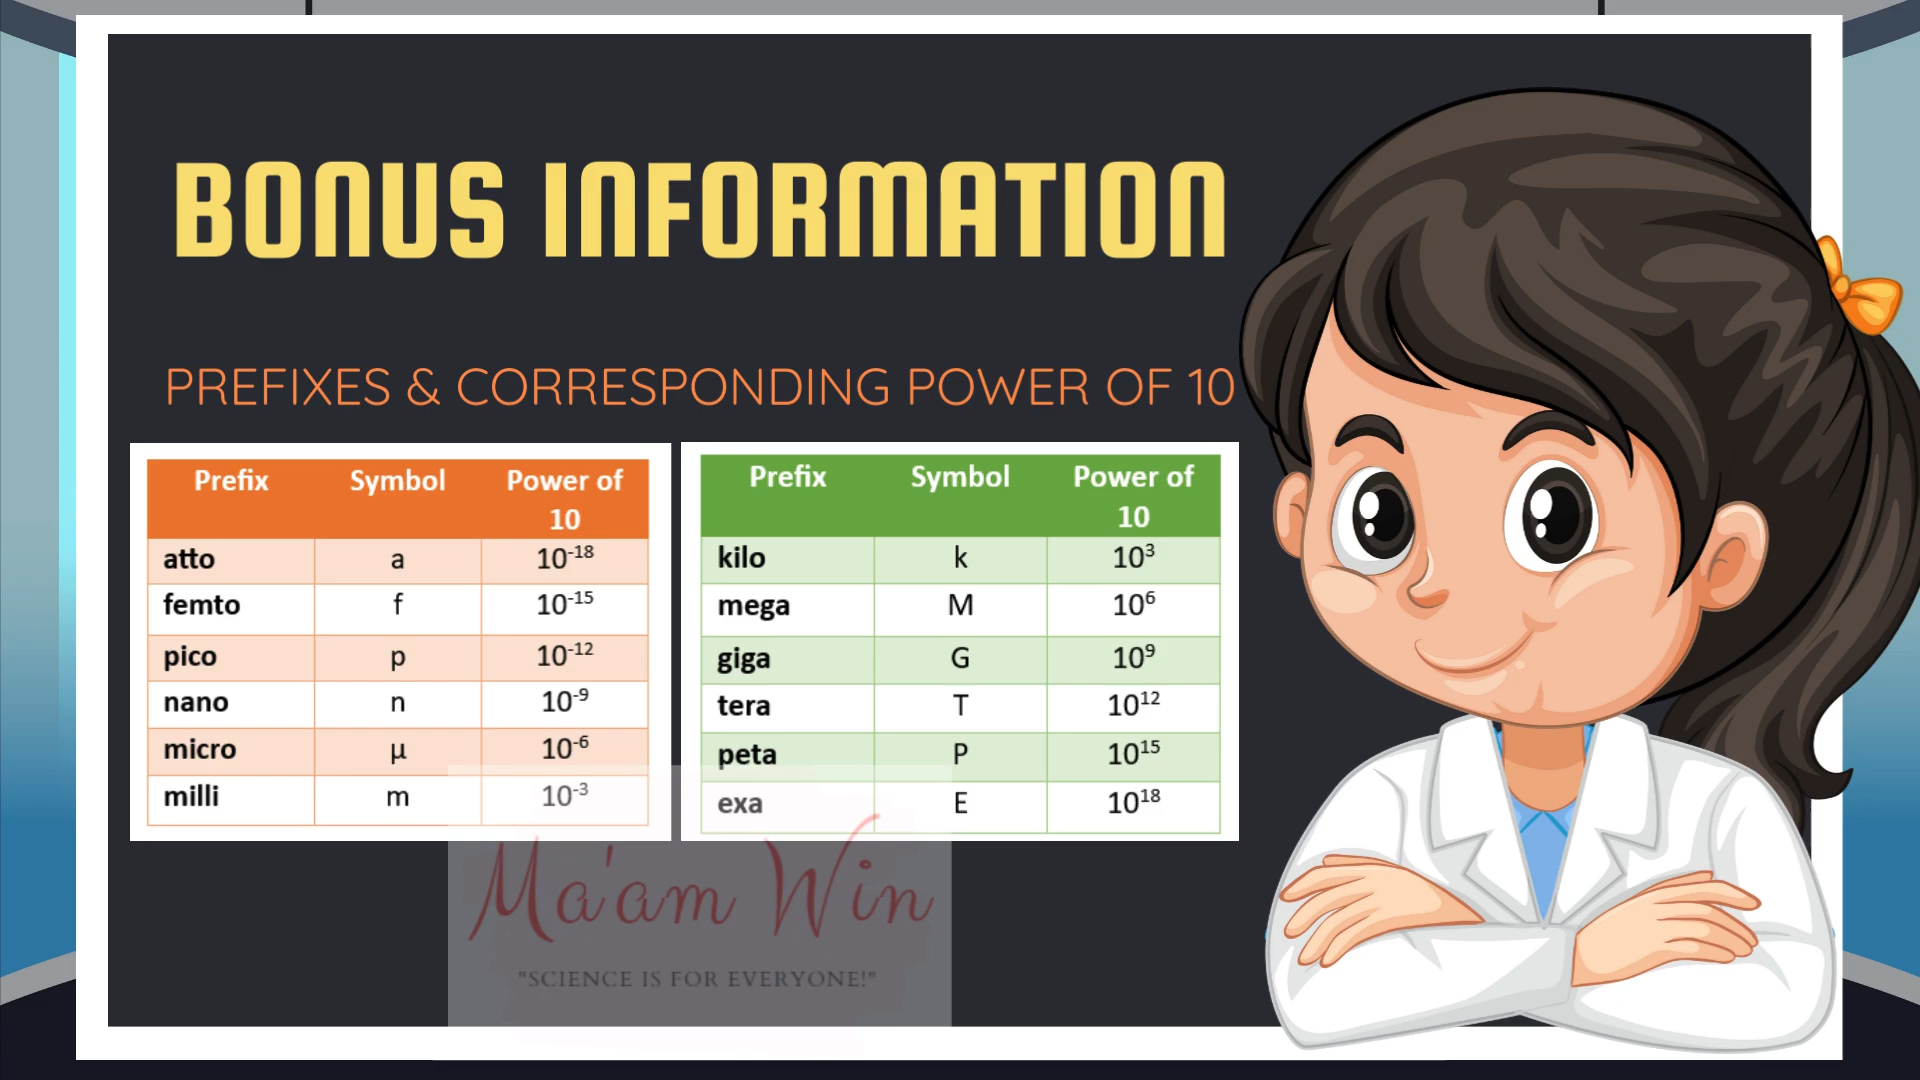 BONUS INFORMATION
PREFIXES & CORRESPONDING POWER OF 10
Prefix Symbol Power of 10
atto a 10⁻¹⁸
femto f 10⁻¹⁵
pico p 10⁻¹²
nano n 10⁻⁹
micro µ 10⁻⁶
milli m 10⁻³
Prefix Symbol Power of 10
kilo k 10³
mega M 10⁶
giga G 10⁹
tera T 10¹²
peta P 10¹⁵
exa E 10¹⁸
Ma'am Win
"SCIENCE IS FOR EVERYONE!"